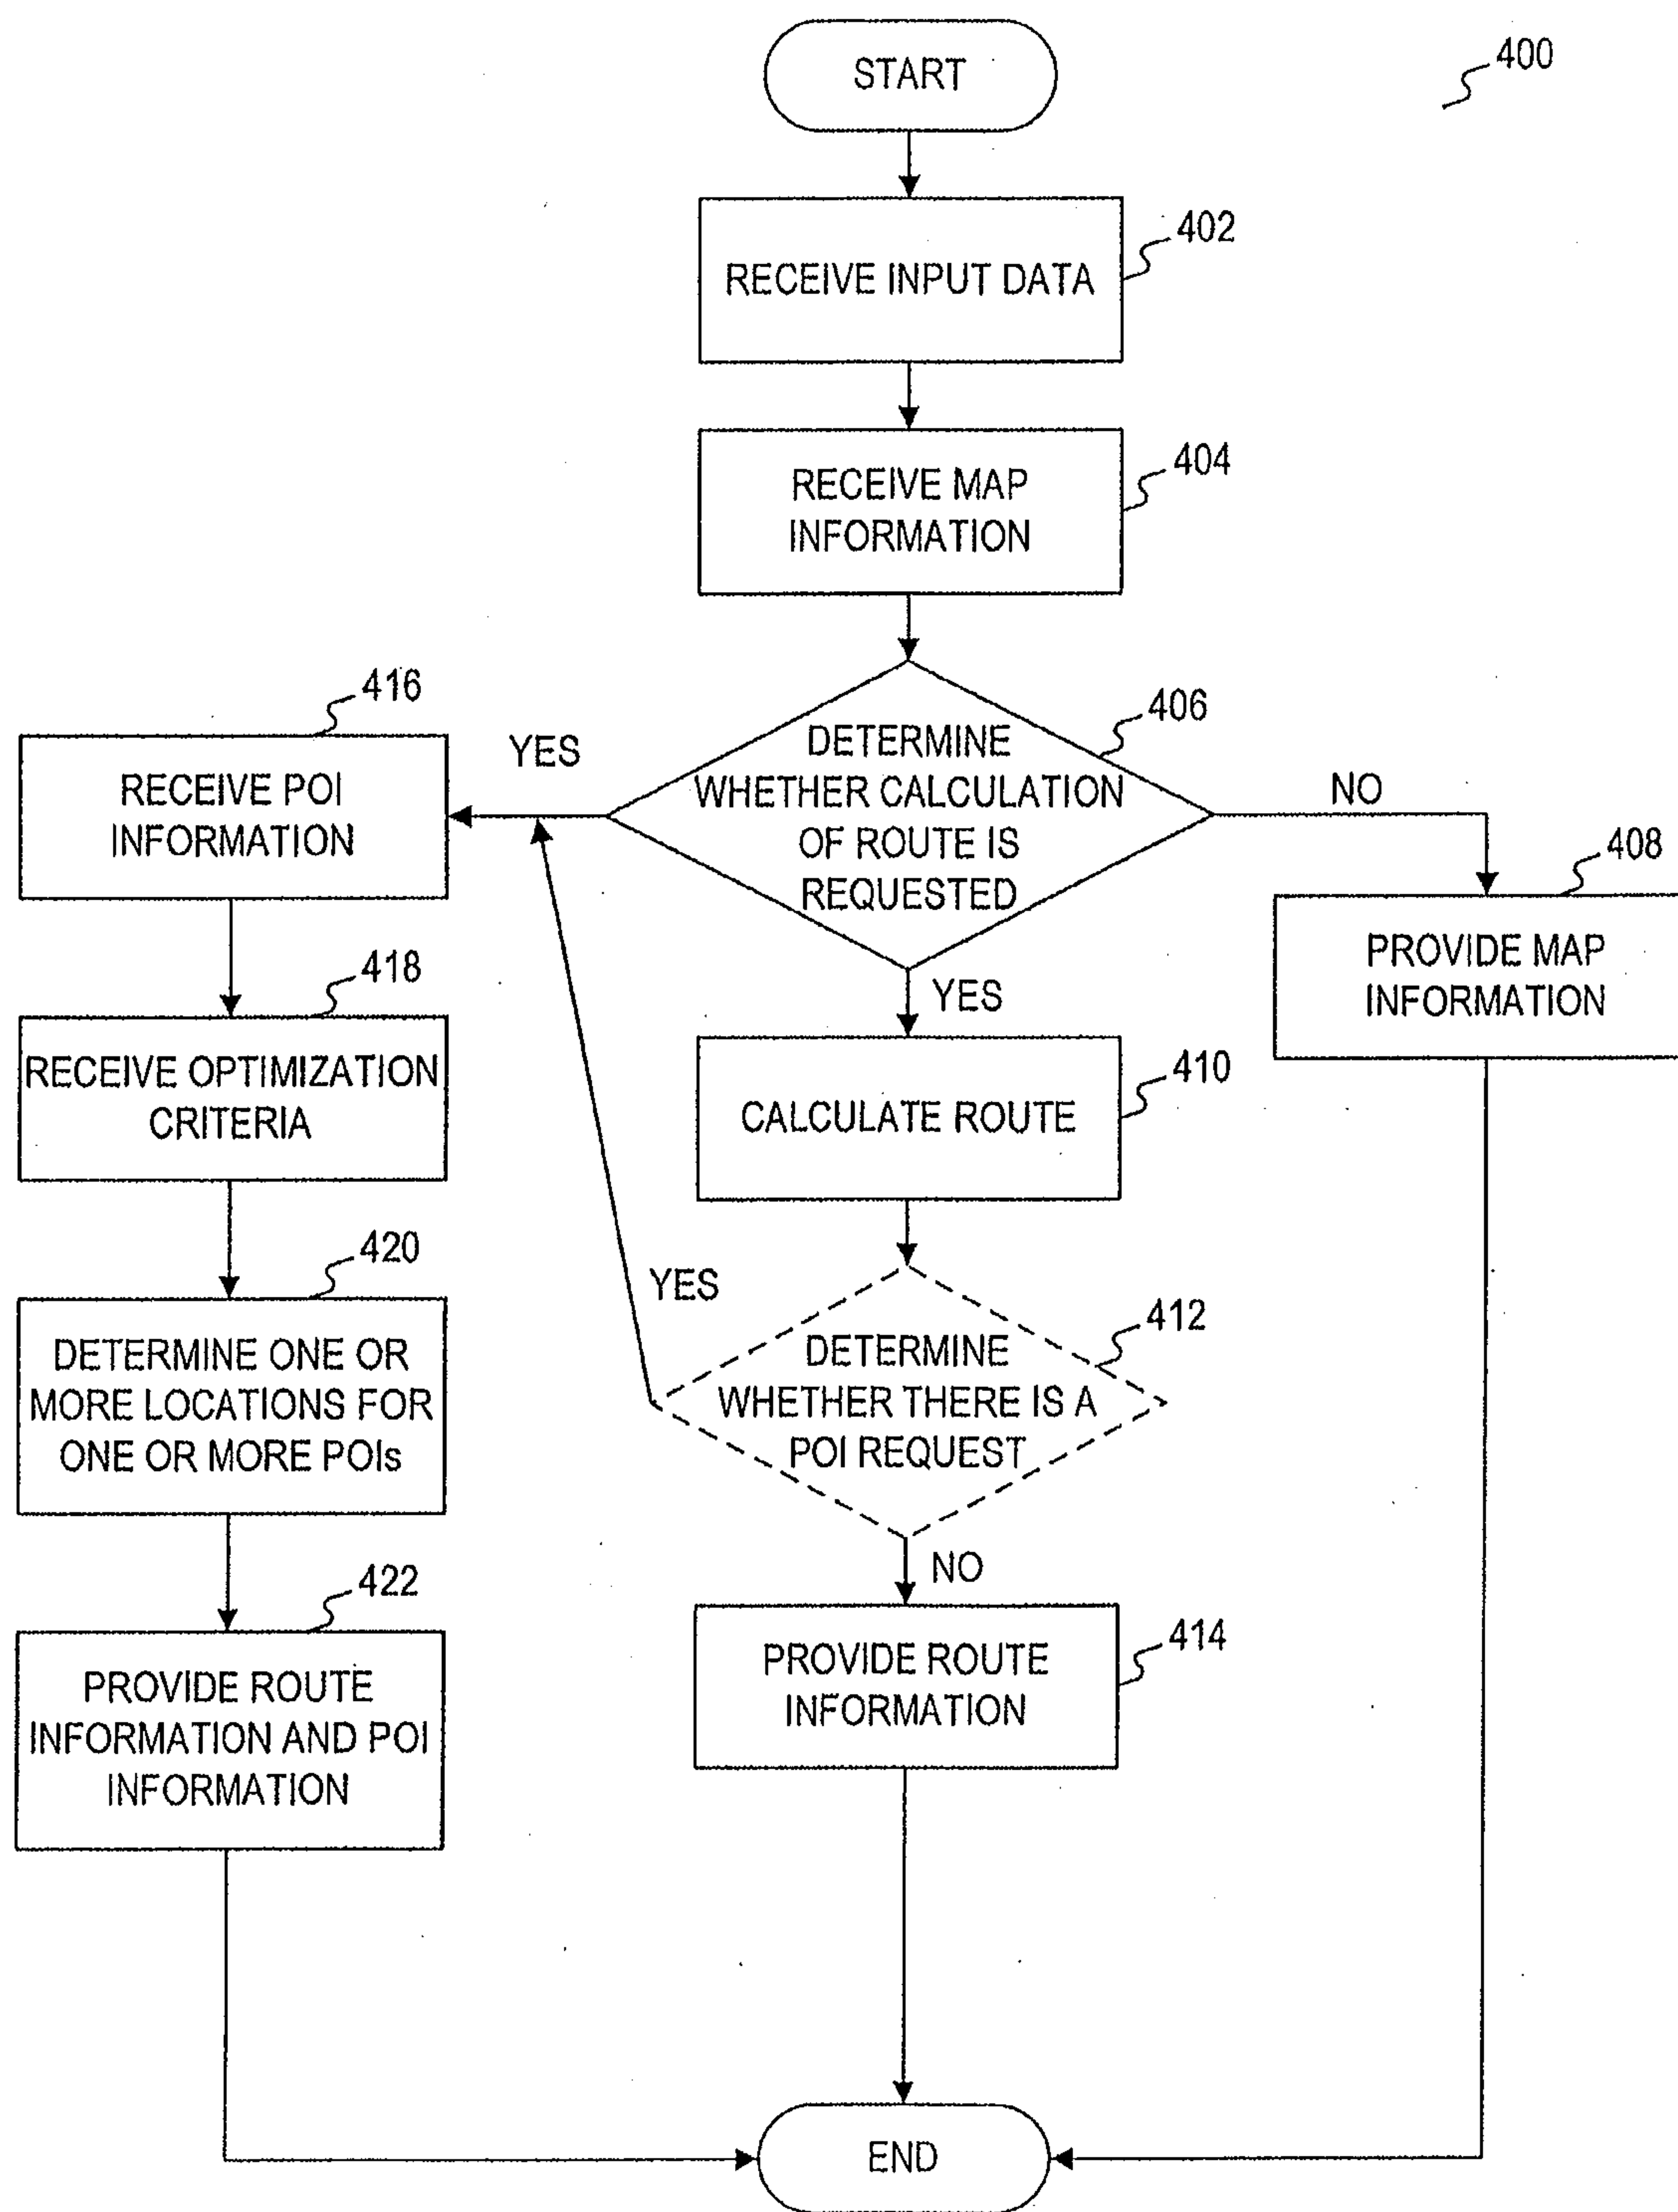 START
400
402
RECEIVE INPUT DATA
404
RECEIVE MAP
INFORMATION
406
DETERMINE
WHETHER CALCULATION
OF ROUTE IS
REQUESTED
YES
NO
YES
416
RECEIVE POI
INFORMATION
408
PROVIDE MAP
INFORMATION
418
RECEIVE OPTIMIZATION
CRITERIA
410
CALCULATE ROUTE
420
DETERMINE ONE OR
MORE LOCATIONS FOR
ONE OR MORE POIs
YES
412
DETERMINE
WHETHER THERE IS A
POI REQUEST
NO
422
PROVIDE ROUTE
INFORMATION AND POI
INFORMATION
414
PROVIDE ROUTE
INFORMATION
END